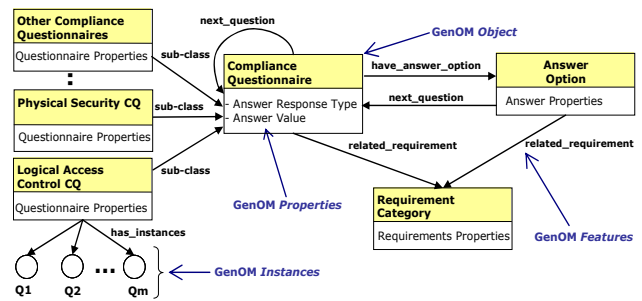 Other Compliance
Questionnaires
Questionnaire Properties
Physical Security CQ
Questionnaire Properties
Logical Access
Control CQ
Questionnaire Properties
sub-class
sub-class
sub-class
has_instances
Q1
Q2
...
Qm
GenOM Instances
next_question
Compliance
Questionnaire
- Answer Response Type
- Answer Value
GenOM Object
have_answer_option
next_question
Answer
Option
Answer Properties
related_requirement
related_requirement
GenOM Properties
Requirement
Category
Requirements Properties
GenOM Features